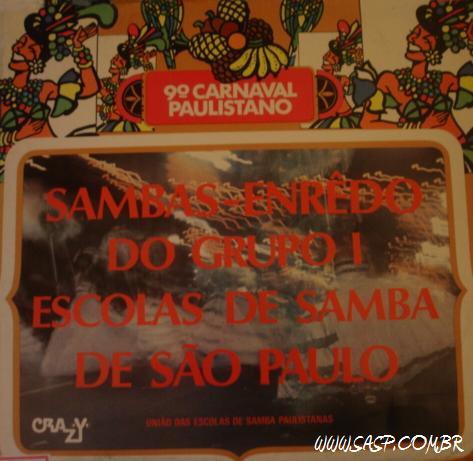 9º CARNAVAL
PAULISTANO
SAMBAS-ENRÊDO
DO GRUPO I
ESCOLAS DE SAMBA
DE SÃO PAULO
CRAZY
UNIÃO DAS ESCOLAS DE SAMBA PAULISTANAS
WWW.SASP.COM.BR